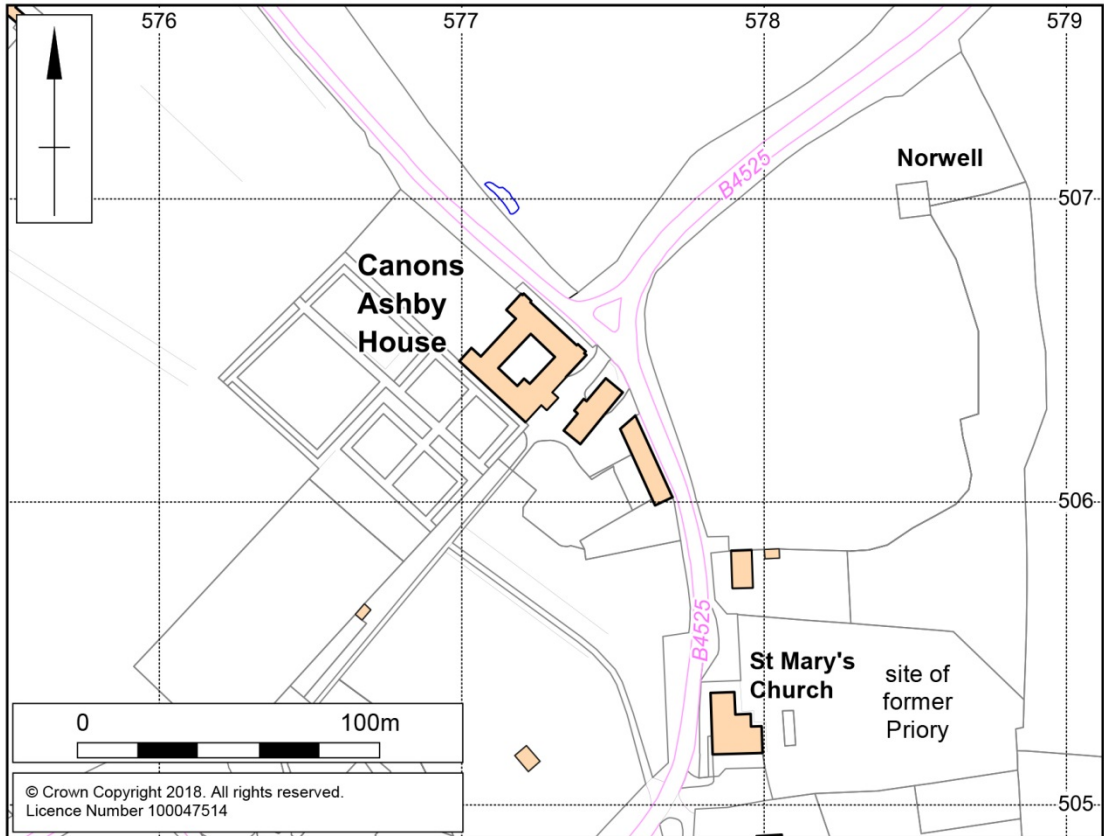 576
577
578
579
Norwell
B4525
507
Canons
Ashby
House
506
B4525
St Mary's
Church
site of
former
Priory
0 100m
© Crown Copyright 2018. All rights reserved.
Licence Number 100047514
505